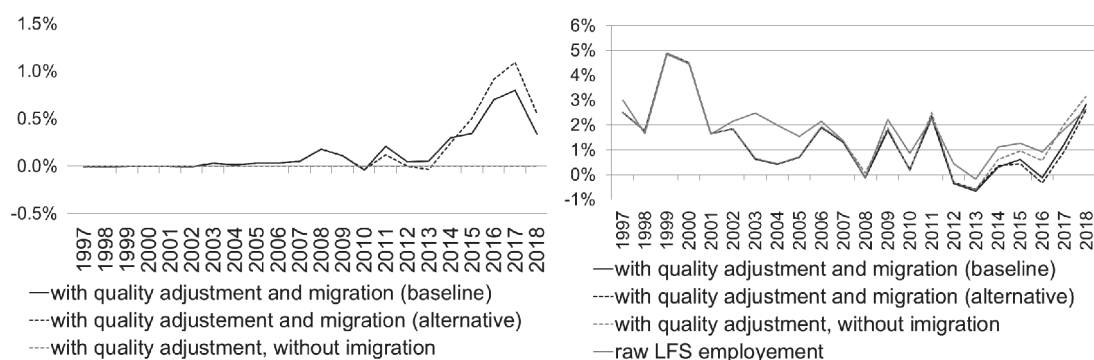 1.5%
1.0%
0.5%
0.0%
-0.5%
1997 1998 1999 2000 2001 2002 2003 2004 2005 2006 2007 2008 2009 2010 2011 2012 2013 2014 2015 2016 2017 2018
with quality adjustment and migration (baseline)
with quality adjustement and migration (alternative)
with quality adjustment, without imigration
6%
5%
4%
3%
2%
1%
0%
-1%
1997 1998 1999 2000 2001 2002 2003 2004 2005 2006 2007 2008 2009 2010 2011 2012 2013 2014 2015 2016 2017 2018
with quality adjustment and migration (baseline)
with quality adjustment and migration (alternative)
with quality adjustment, without imigration
raw LFS employement